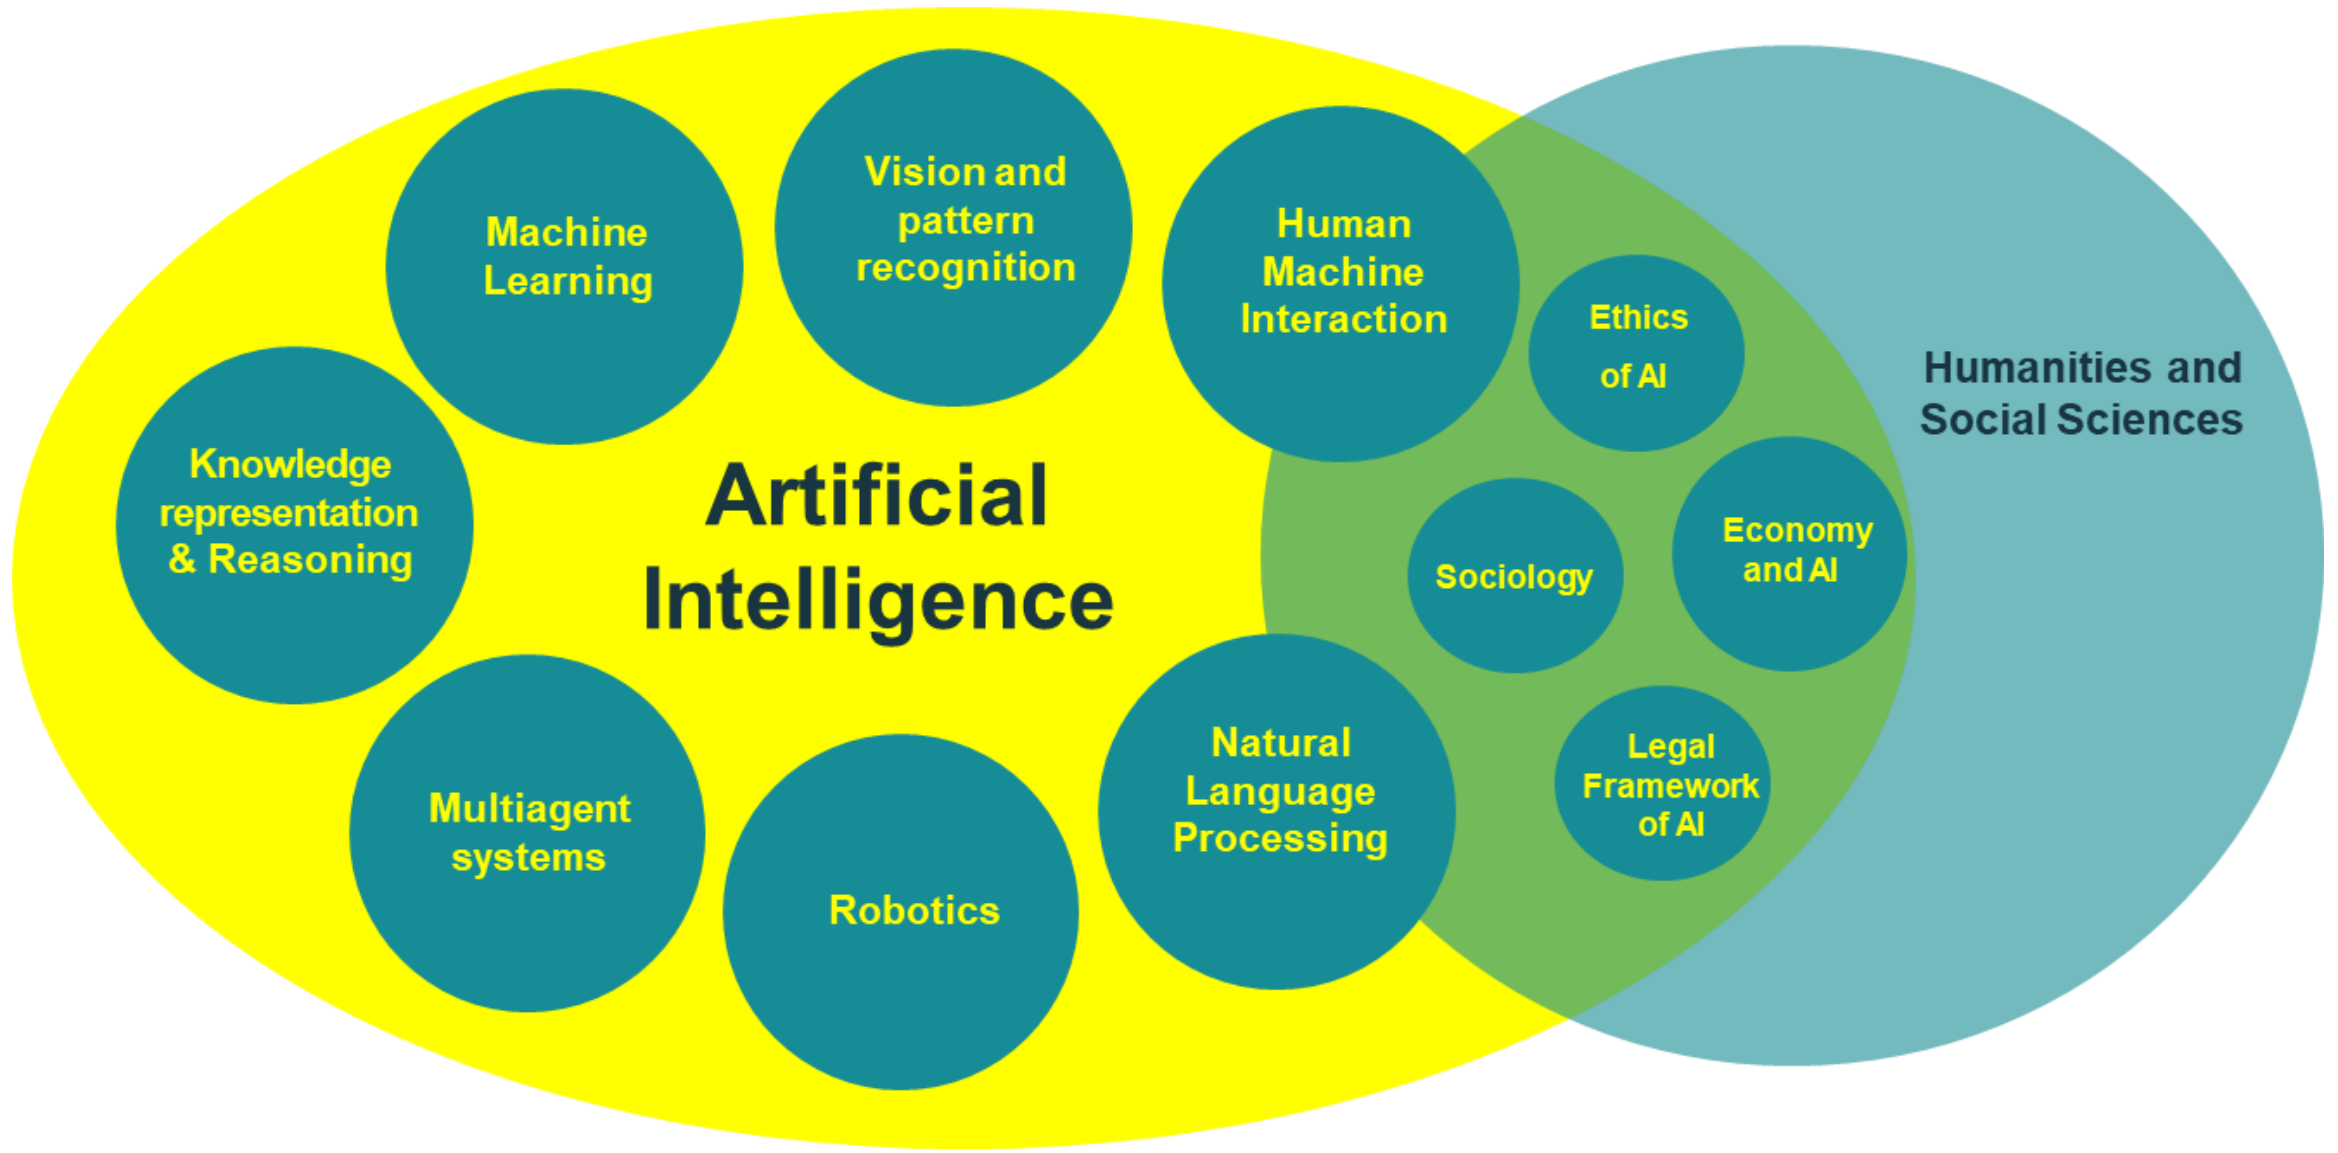 Vision and
pattern
recognition
Machine
Learning
Human
Machine
Interaction
Ethics
of AI
Humanities and
Social Sciences
Knowledge
representation
& Reasoning
Artificial
Intelligence
Sociology
Economy
and AI
Multiagent
systems
Robotics
Natural
Language
Processing
Legal
Framework
of AI